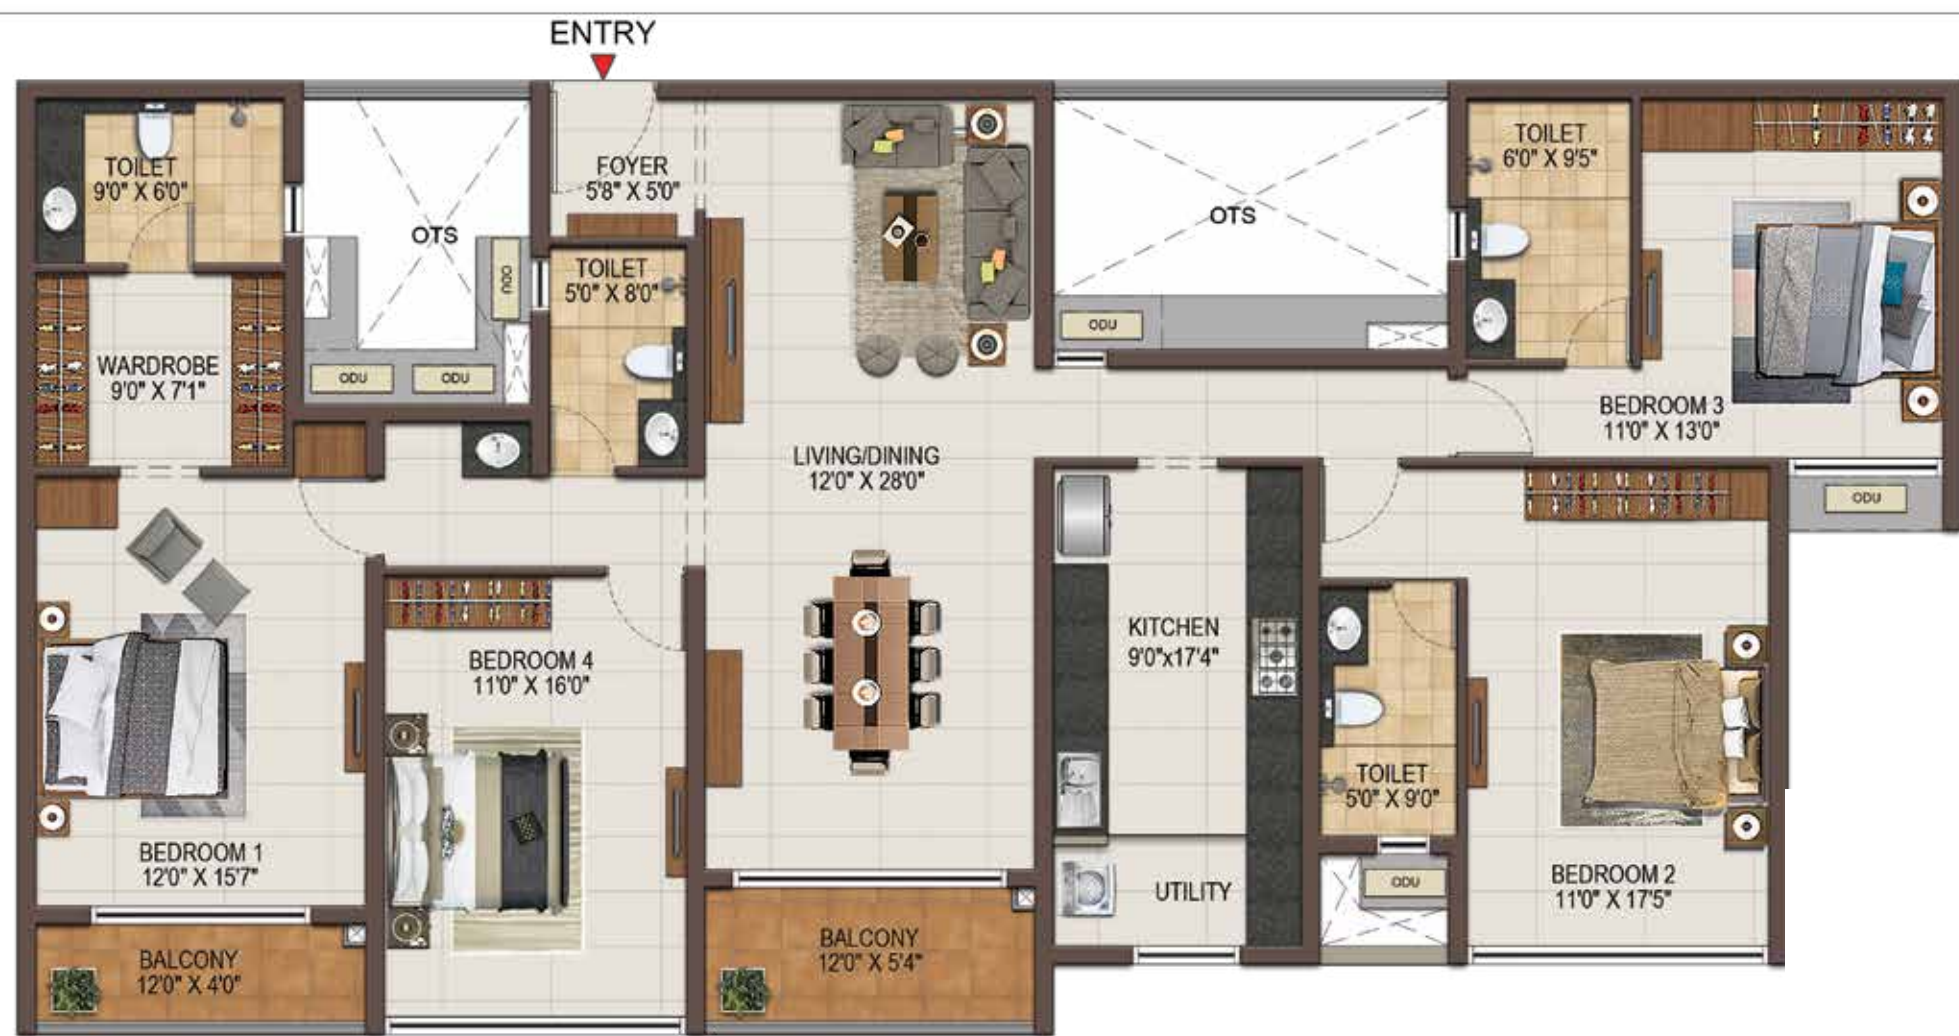 ENTRY
TOILET
9'0" X 6'0"
OTS
FOYER
5'8" X 5'0"
OTS
TOILET
6'0" X 9'5"
TOILET
5'0" X 8'0"
ODU
ODU
ODU
ODU
WARDROBE
9'0" X 7'1"
BEDROOM 3
11'0" X 13'0"
LIVING/DINING
12'0" X 28'0"
ODU
KITCHEN
9'0"x17'4"
BEDROOM 4
11'0" X 16'0"
TOILET
5'0" X 9'0"
BEDROOM 1
12'0" X 15'7"
UTILITY
ODU
BEDROOM 2
11'0" X 17'5"
BALCONY
12'0" X 4'0"
BALCONY
12'0" X 5'4"